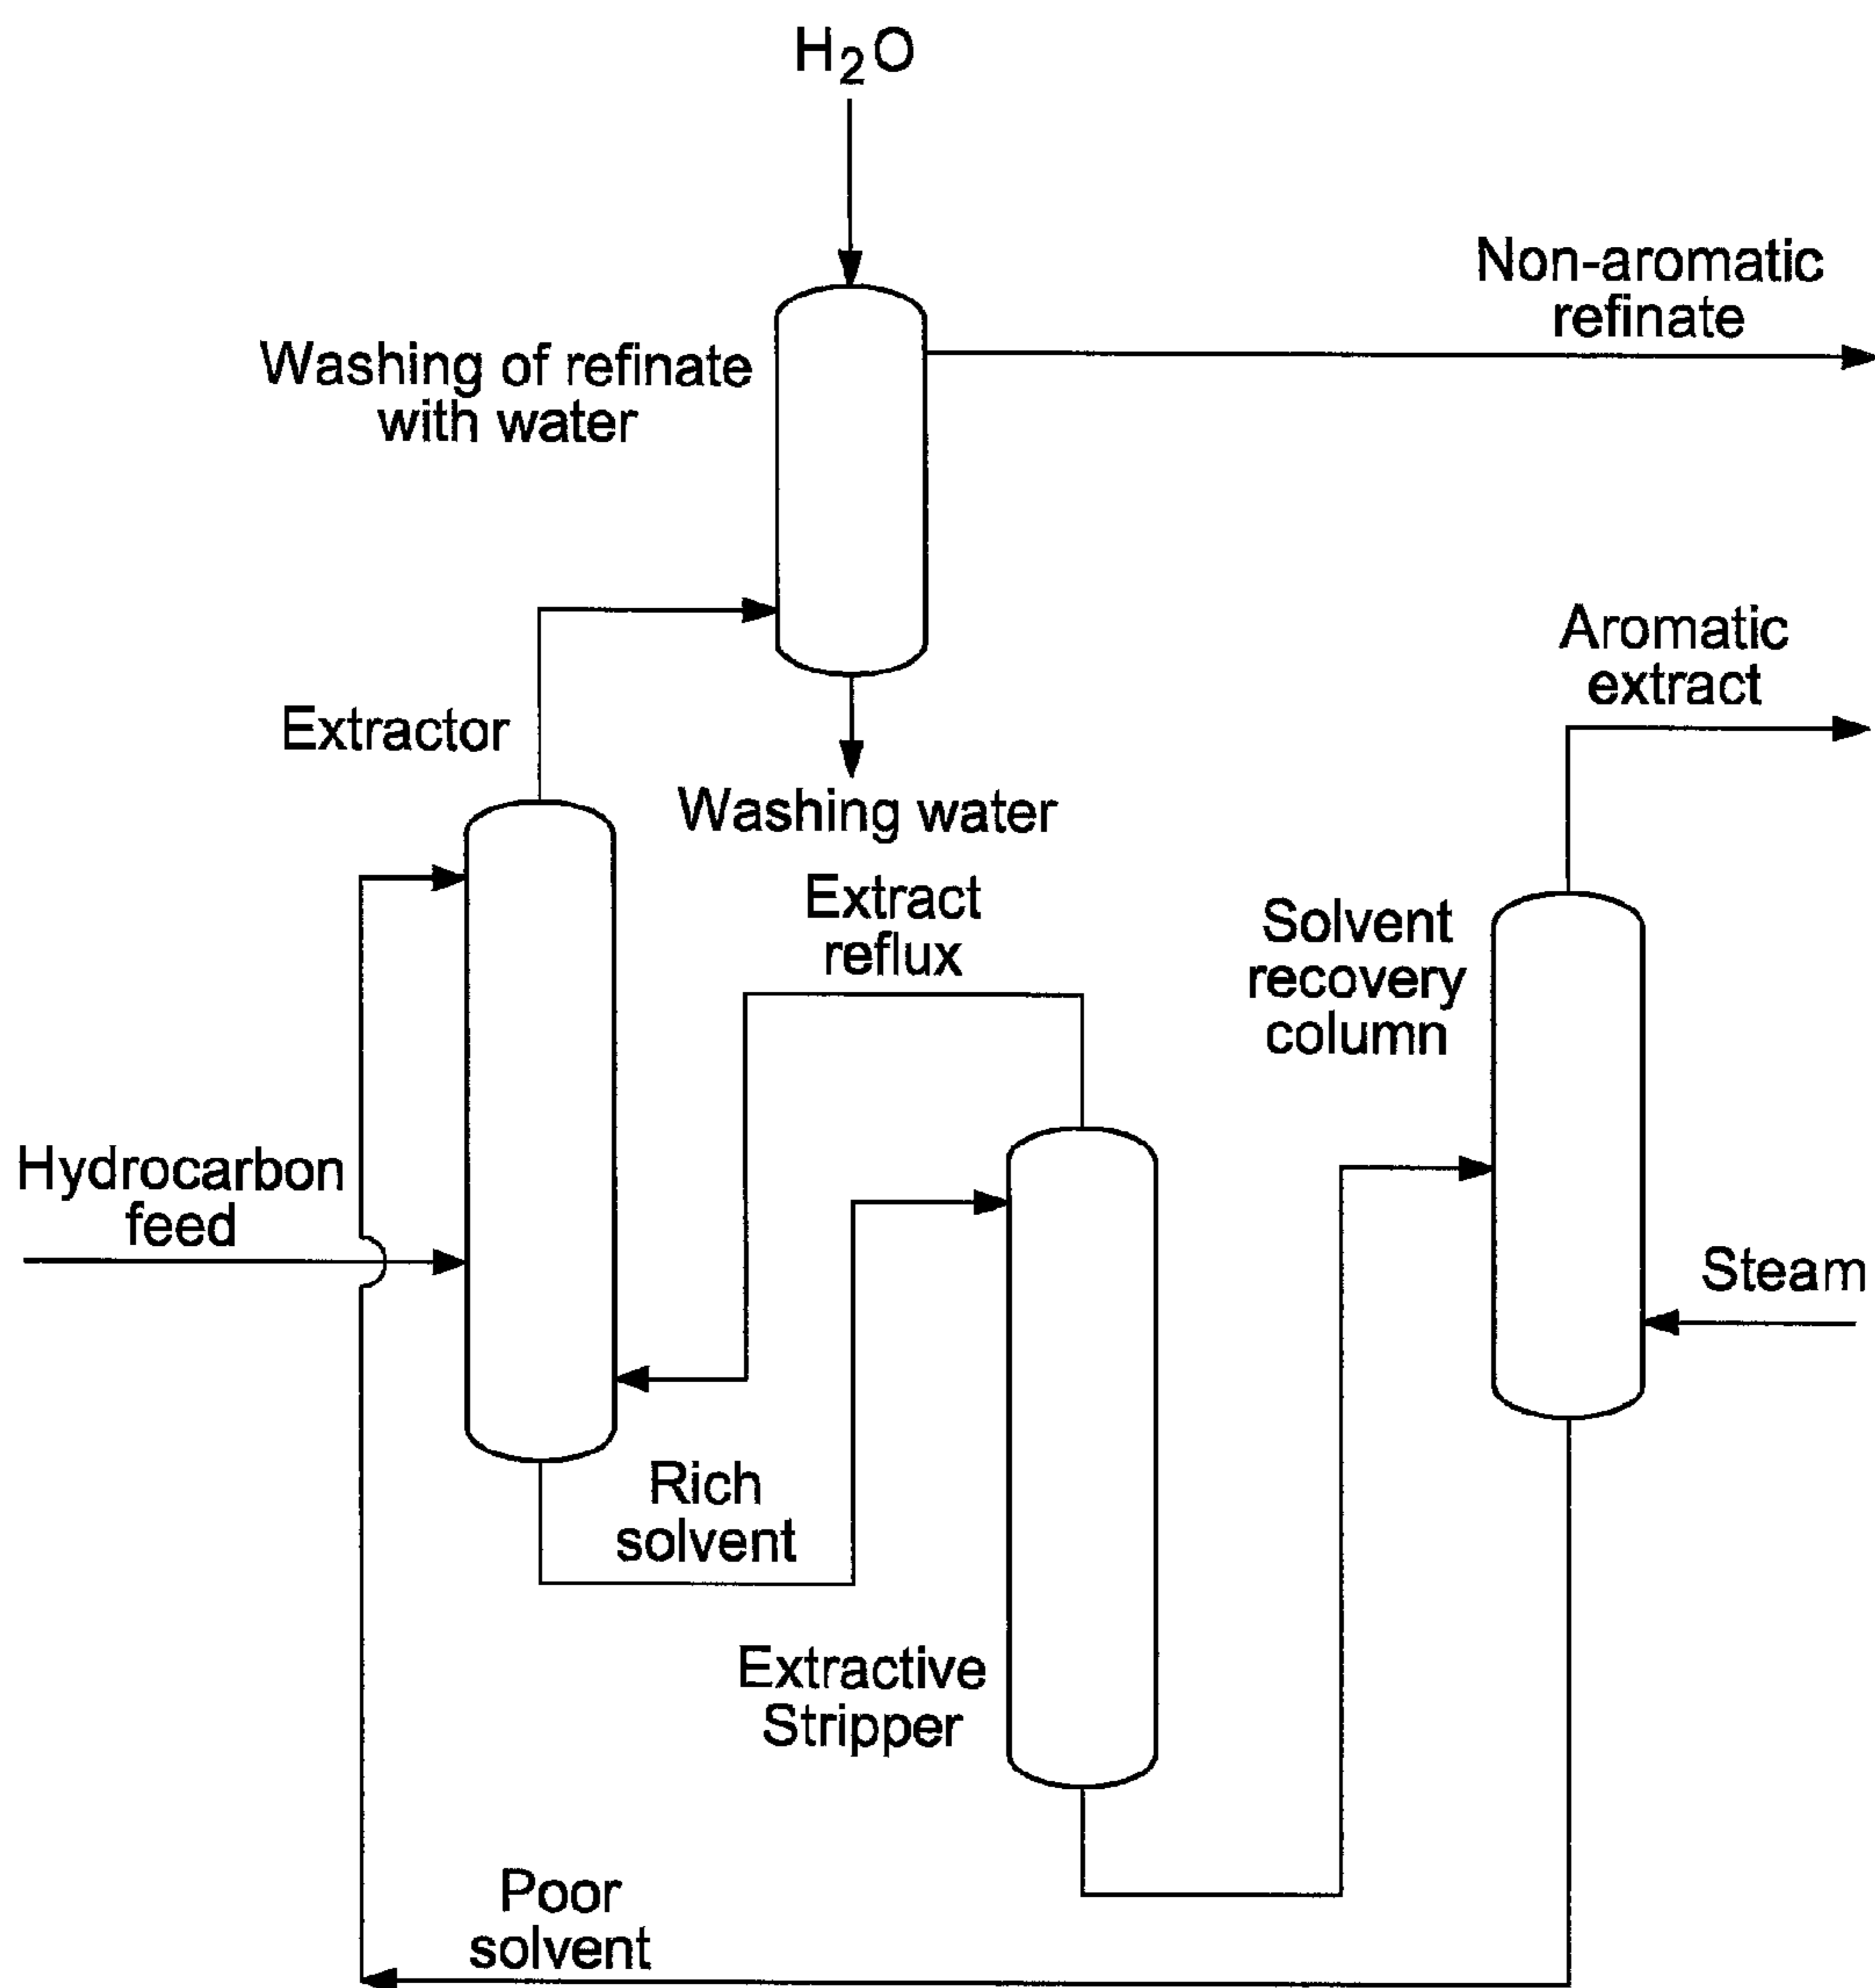 H₂O
Non-aromatic
refinate
Washing of refinate
with water
Aromatic
extract
Extractor
Washing water
Extract
reflux
Solvent
recovery
column
Hydrocarbon
feed
Steam
Rich
solvent
Extractive
Stripper
Poor
solvent